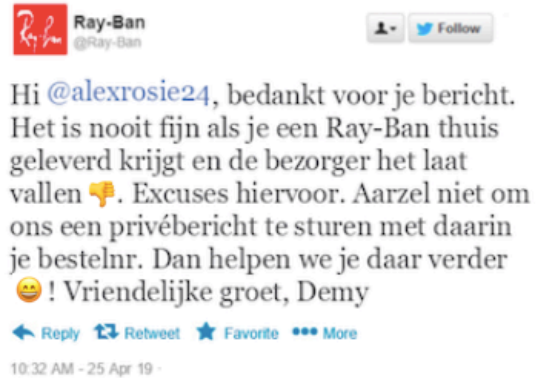 Ray-Ban
Ray-Ban
@Ray-Ban
Follow
Hi @alexrosie24, bedankt voor je bericht.
Het is nooit fijn als je een Ray-Ban thuis
geleverd krijgt en de bezorger het laat
vallen 👎. Excuses hiervoor. Aarzel niet om
ons een privébericht te sturen met daarin
je bestelnr. Dan helpen we je daar verder
😄! Vriendelijke groet, Demy
Reply Retweet Favorite More
10:32 AM - 25 Apr 19 ·